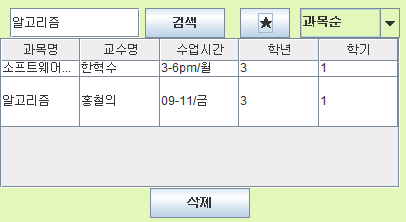 알고리즘 검색 ★ 과목순
과목명 교수명 수업시간 학년 학기
소프트웨어... 한혁수 3-6pm/월 3 1
알고리즘 홍철의 09-11/금 3 1
삭제